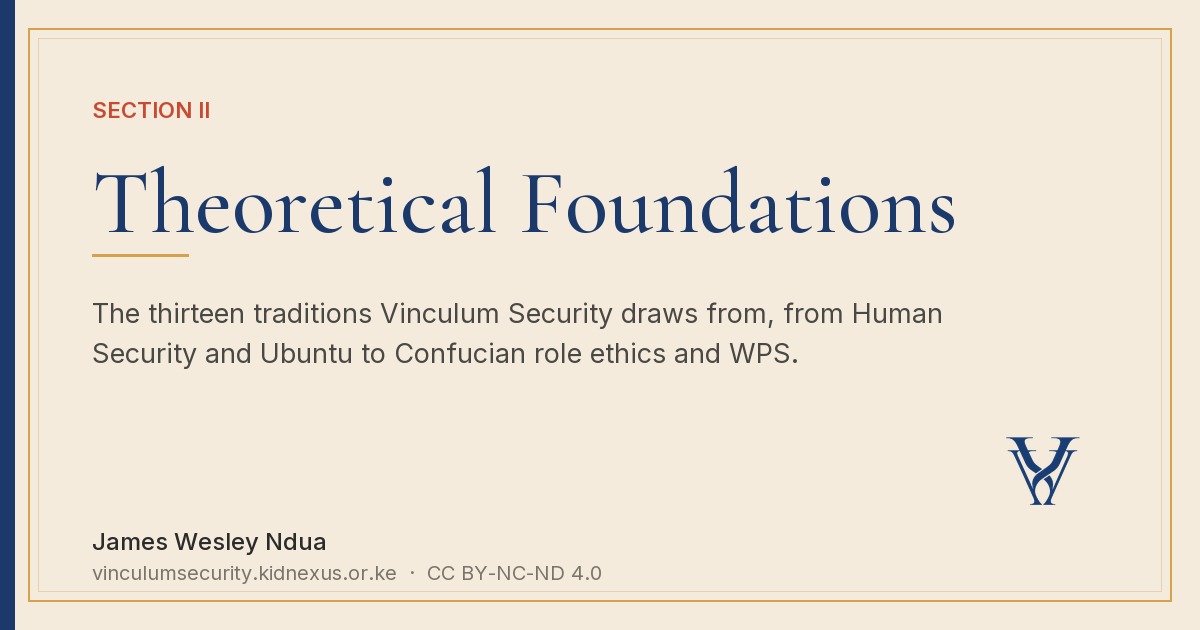 SECTION II
Theoretical Foundations
The thirteen traditions Vinculum Security draws from, from Human
Security and Ubuntu to Confucian role ethics and WPS.
James Wesley Ndua
vinculumsecurity.kidnexus.or.ke · CC BY-NC-ND 4.0